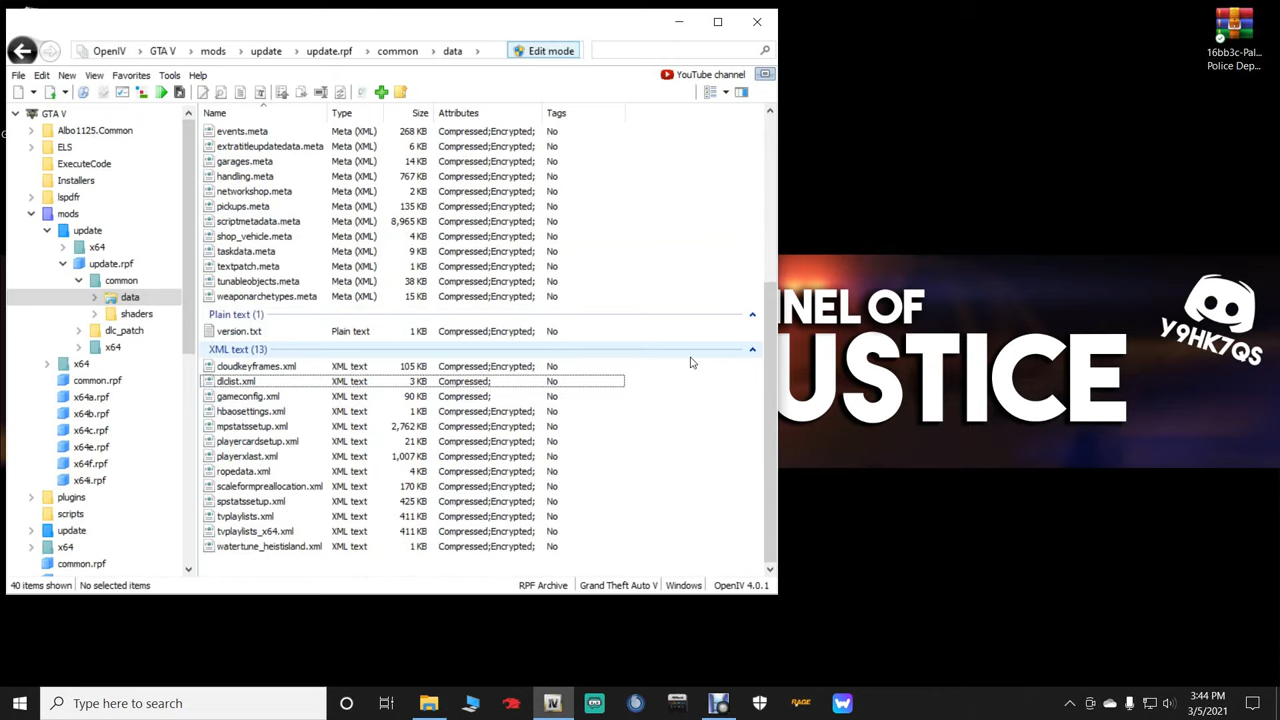 OpenIV GTA V mods update update.rpf common data Edit mode
File Edit New View Favorites Tools Help YouTube channel
GTA V
Albo1125.Common
ELS
ExecuteCode
Installers
lspdfr
mods
update
x64
update.rpf
common
data
shaders
dlc_patch
x64
x64
common.rpf
x64a.rpf
x64b.rpf
x64c.rpf
x64e.rpf
x64f.rpf
x64i.rpf
plugins
scripts
update
x64
common.rpf
Name Type Size Attributes Tags
events.meta Meta (XML) 268 KB Compressed;Encrypted; No
extratitleupdatedata.meta Meta (XML) 6 KB Compressed;Encrypted; No
garages.meta Meta (XML) 14 KB Compressed;Encrypted; No
handling.meta Meta (XML) 767 KB Compressed;Encrypted; No
networkshop.meta Meta (XML) 2 KB Compressed;Encrypted; No
pickups.meta Meta (XML) 135 KB Compressed;Encrypted; No
scriptmetadata.meta Meta (XML) 8,965 KB Compressed;Encrypted; No
shop_vehicle.meta Meta (XML) 4 KB Compressed;Encrypted; No
taskdata.meta Meta (XML) 9 KB Compressed;Encrypted; No
textpatch.meta Meta (XML) 1 KB Compressed;Encrypted; No
tunableobjects.meta Meta (XML) 38 KB Compressed;Encrypted; No
weaponarchetypes.meta Meta (XML) 15 KB Compressed;Encrypted; No
Plain text (1)
version.txt Plain text 1 KB Compressed;Encrypted; No
XML text (13)
cloudkeyframes.xml XML text 105 KB Compressed;Encrypted; No
dlclist.xml XML text 3 KB Compressed; No
gameconfig.xml XML text 90 KB Compressed; No
hbaosettings.xml XML text 1 KB Compressed;Encrypted; No
mpstatssetup.xml XML text 2,762 KB Compressed;Encrypted; No
playercardsetup.xml XML text 21 KB Compressed;Encrypted; No
playerxlast.xml XML text 1,007 KB Compressed;Encrypted; No
ropedata.xml XML text 4 KB Compressed;Encrypted; No
scaleformpreallocation.xml XML text 170 KB Compressed;Encrypted; No
spstatssetup.xml XML text 425 KB Compressed;Encrypted; No
tvplaylists.xml XML text 411 KB Compressed;Encrypted; No
tvplaylists_x64.xml XML text 411 KB Compressed;Encrypted; No
watertune_heistisland.xml XML text 1 KB Compressed;Encrypted; No
40 items shown No selected items RPF Archive Grand Theft Auto V Windows OpenIV 4.0.1
16bb3c-Pal...
Police Dep...
NNEL OF
USTICE
Y9HK7QS
Type here to search
IV
RAGE
3:44 PM
3/5/2021